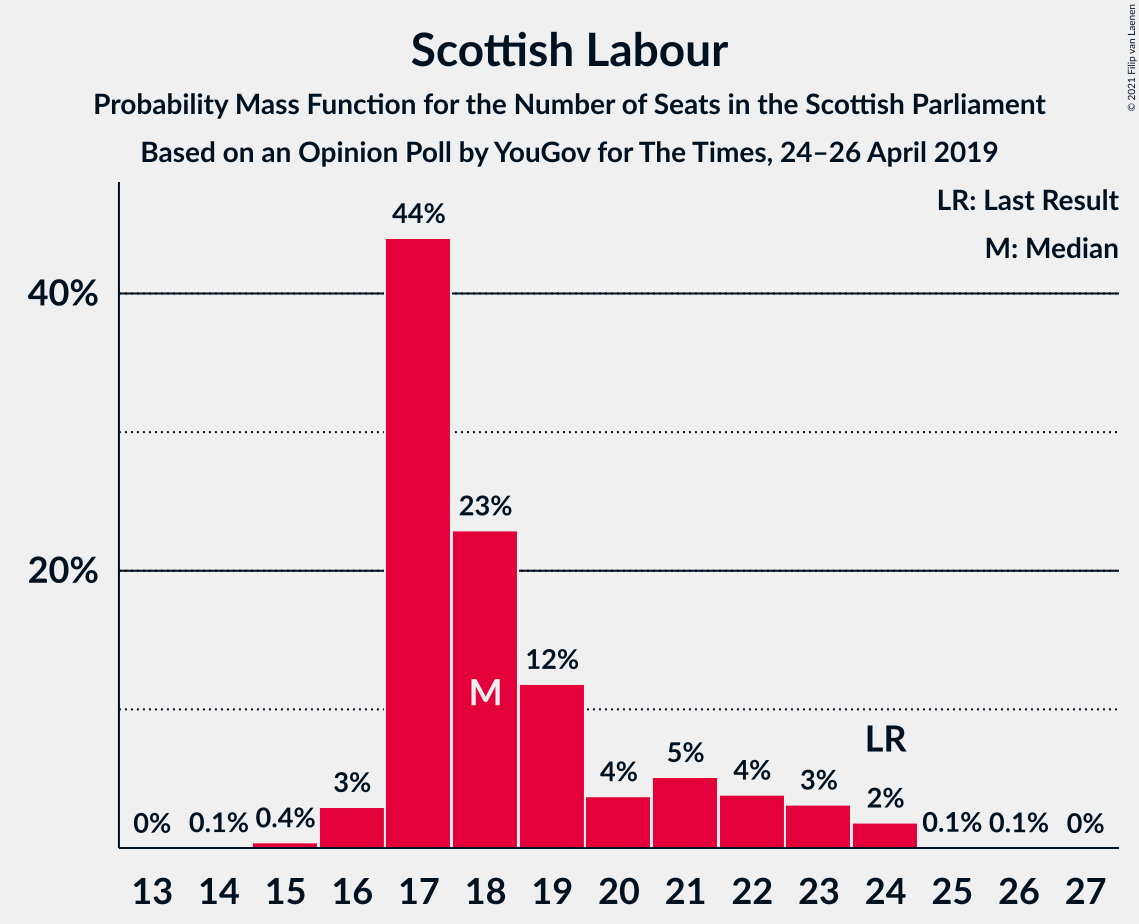 Scottish Labour
Probability Mass Function for the Number of Seats in the Scottish Parliament
Based on an Opinion Poll by YouGov for The Times, 24–26 April 2019
© 2021 Filip van Laenen
LR: Last Result
M: Median
40%
20%
0%
0.1%
0.4%
3%
44%
23%
12%
4%
5%
4%
3%
2%
0.1%
0.1%
0%
M
LR
13 14 15 16 17 18 19 20 21 22 23 24 25 26 27